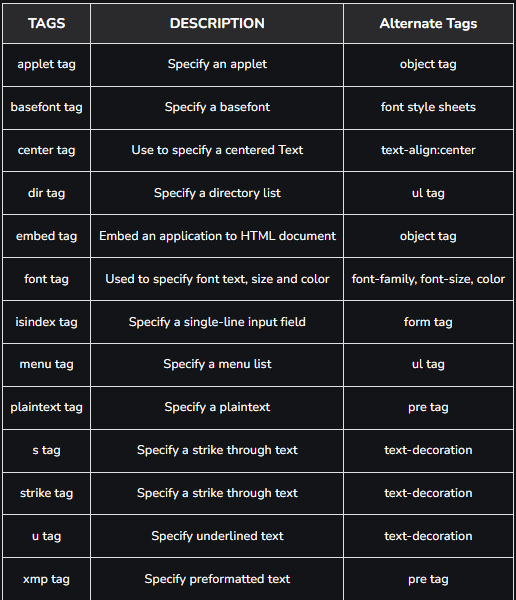 TAGS DESCRIPTION Alternate Tags
applet tag Specify an applet object tag
basefont tag Specify a basefont font style sheets
center tag Use to specify a centered Text text-align:center
dir tag Specify a directory list ul tag
embed tag Embed an application to HTML document object tag
font tag Used to specify font text, size and color font-family, font-size, color
isindex tag Specify a single-line input field form tag
menu tag Specify a menu list ul tag
plaintext tag Specify a plaintext pre tag
s tag Specify a strike through text text-decoration
strike tag Specify a strike through text text-decoration
u tag Specify underlined text text-decoration
xmp tag Specify preformatted text pre tag